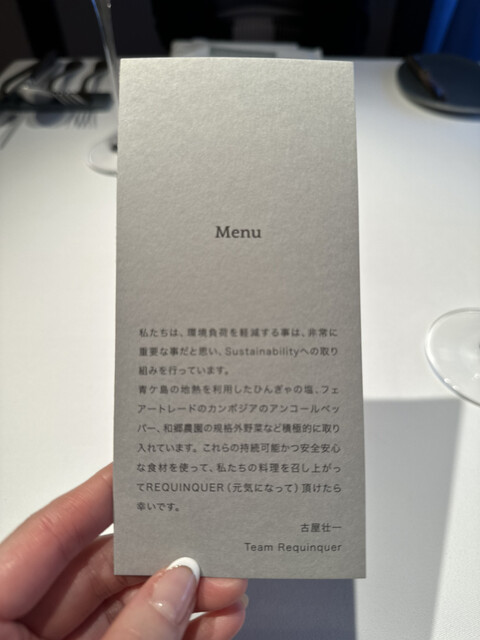 Menu
私たちは、環境負荷を軽減する事は、非常に
重要な事だと思い、Sustainabilityへの取り
組みを行っています。
青ケ島の地熱を利用したひんぎゃの塩、フェ
アートレードのカンボジアのアンコールペッ
パー、和郷農園の規格外野菜など積極的に取り
入れています。これらの持続可能かつ安全安心
な食材を使って、私たちの料理を召し上がっ
てREQUINQUER（元気になって）頂けたら
幸いです。
古屋壮一
Team Requinquer